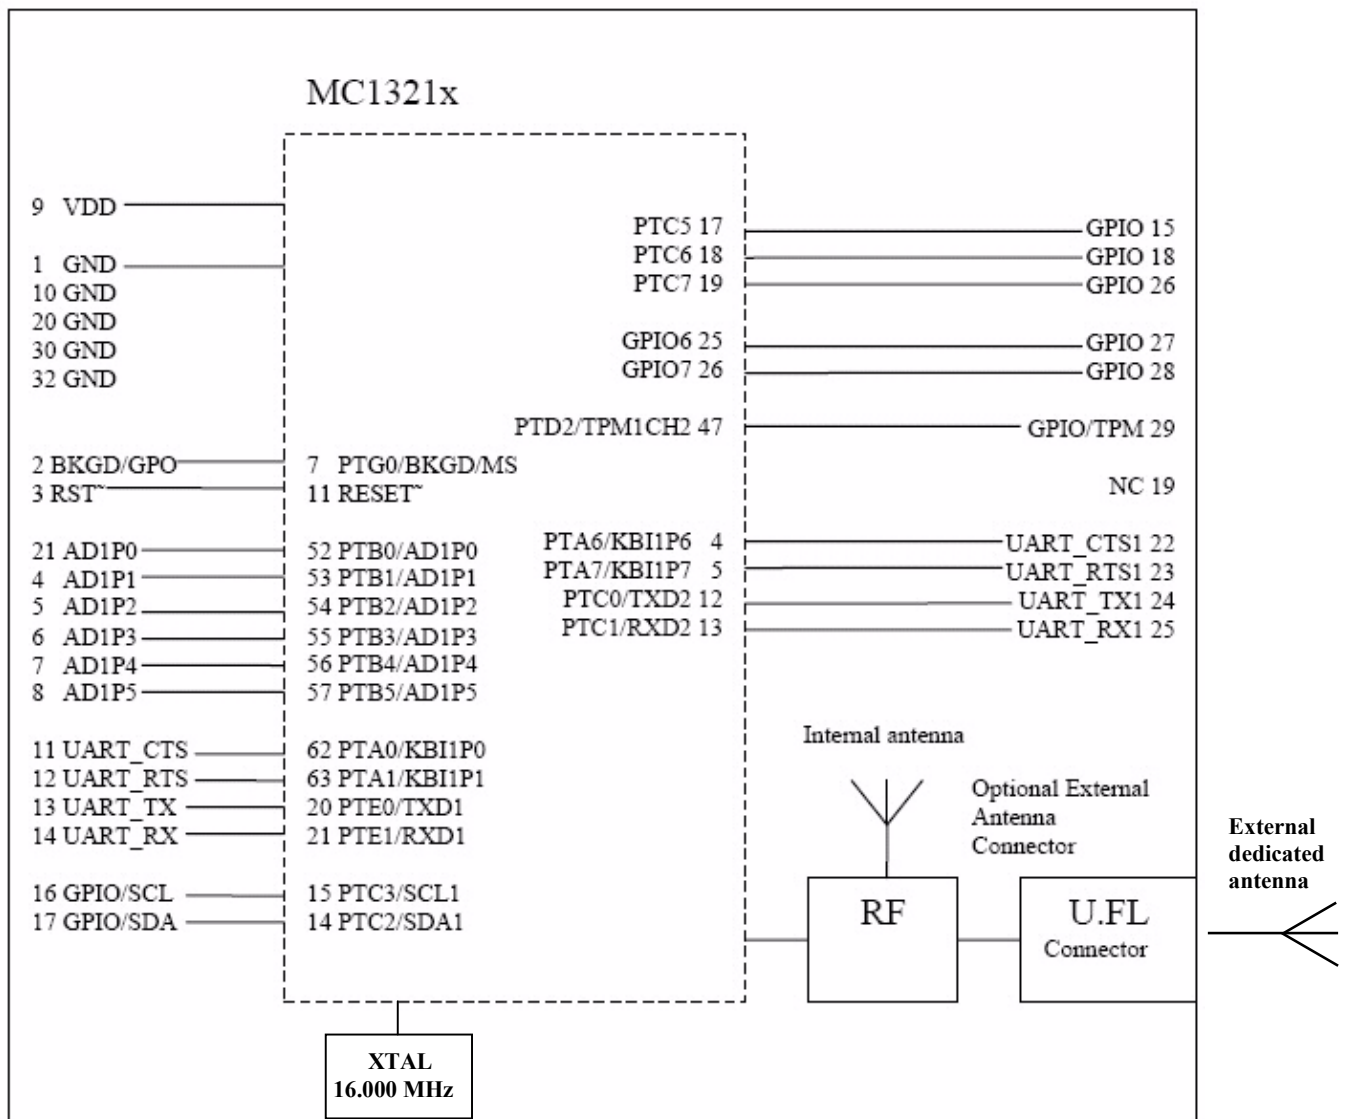 MC1321x
9 VDD
1 GND
10 GND
20 GND
30 GND
32 GND
2 BKGD/GPO
3 RST~
21 AD1P0
4 AD1P1
5 AD1P2
6 AD1P3
7 AD1P4
8 AD1P5
11 UART_CTS
12 UART_RTS
13 UART_TX
14 UART_RX
16 GPIO/SCL
17 GPIO/SDA
7 PTG0/BKGD/MS
11 RESET~
52 PTB0/AD1P0
53 PTB1/AD1P1
54 PTB2/AD1P2
55 PTB3/AD1P3
56 PTB4/AD1P4
57 PTB5/AD1P5
62 PTA0/KBI1P0
63 PTA1/KBI1P1
20 PTE0/TXD1
21 PTE1/RXD1
15 PTC3/SCL1
14 PTC2/SDA1
PTC5 17
PTC6 18
PTC7 19
GPIO6 25
GPIO7 26
PTD2/TPM1CH2 47
PTA6/KBI1P6 4
PTA7/KBI1P7 5
PTC0/TXD2 12
PTC1/RXD2 13
GPIO 15
GPIO 18
GPIO 26
GPIO 27
GPIO 28
GPIO/TPM 29
NC 19
UART_CTS1 22
UART_RTS1 23
UART_TX1 24
UART_RX1 25
Internal antenna
Optional External
Antenna
Connector
RF
U.FL
Connector
External
dedicated
antenna
XTAL
16.000 MHz